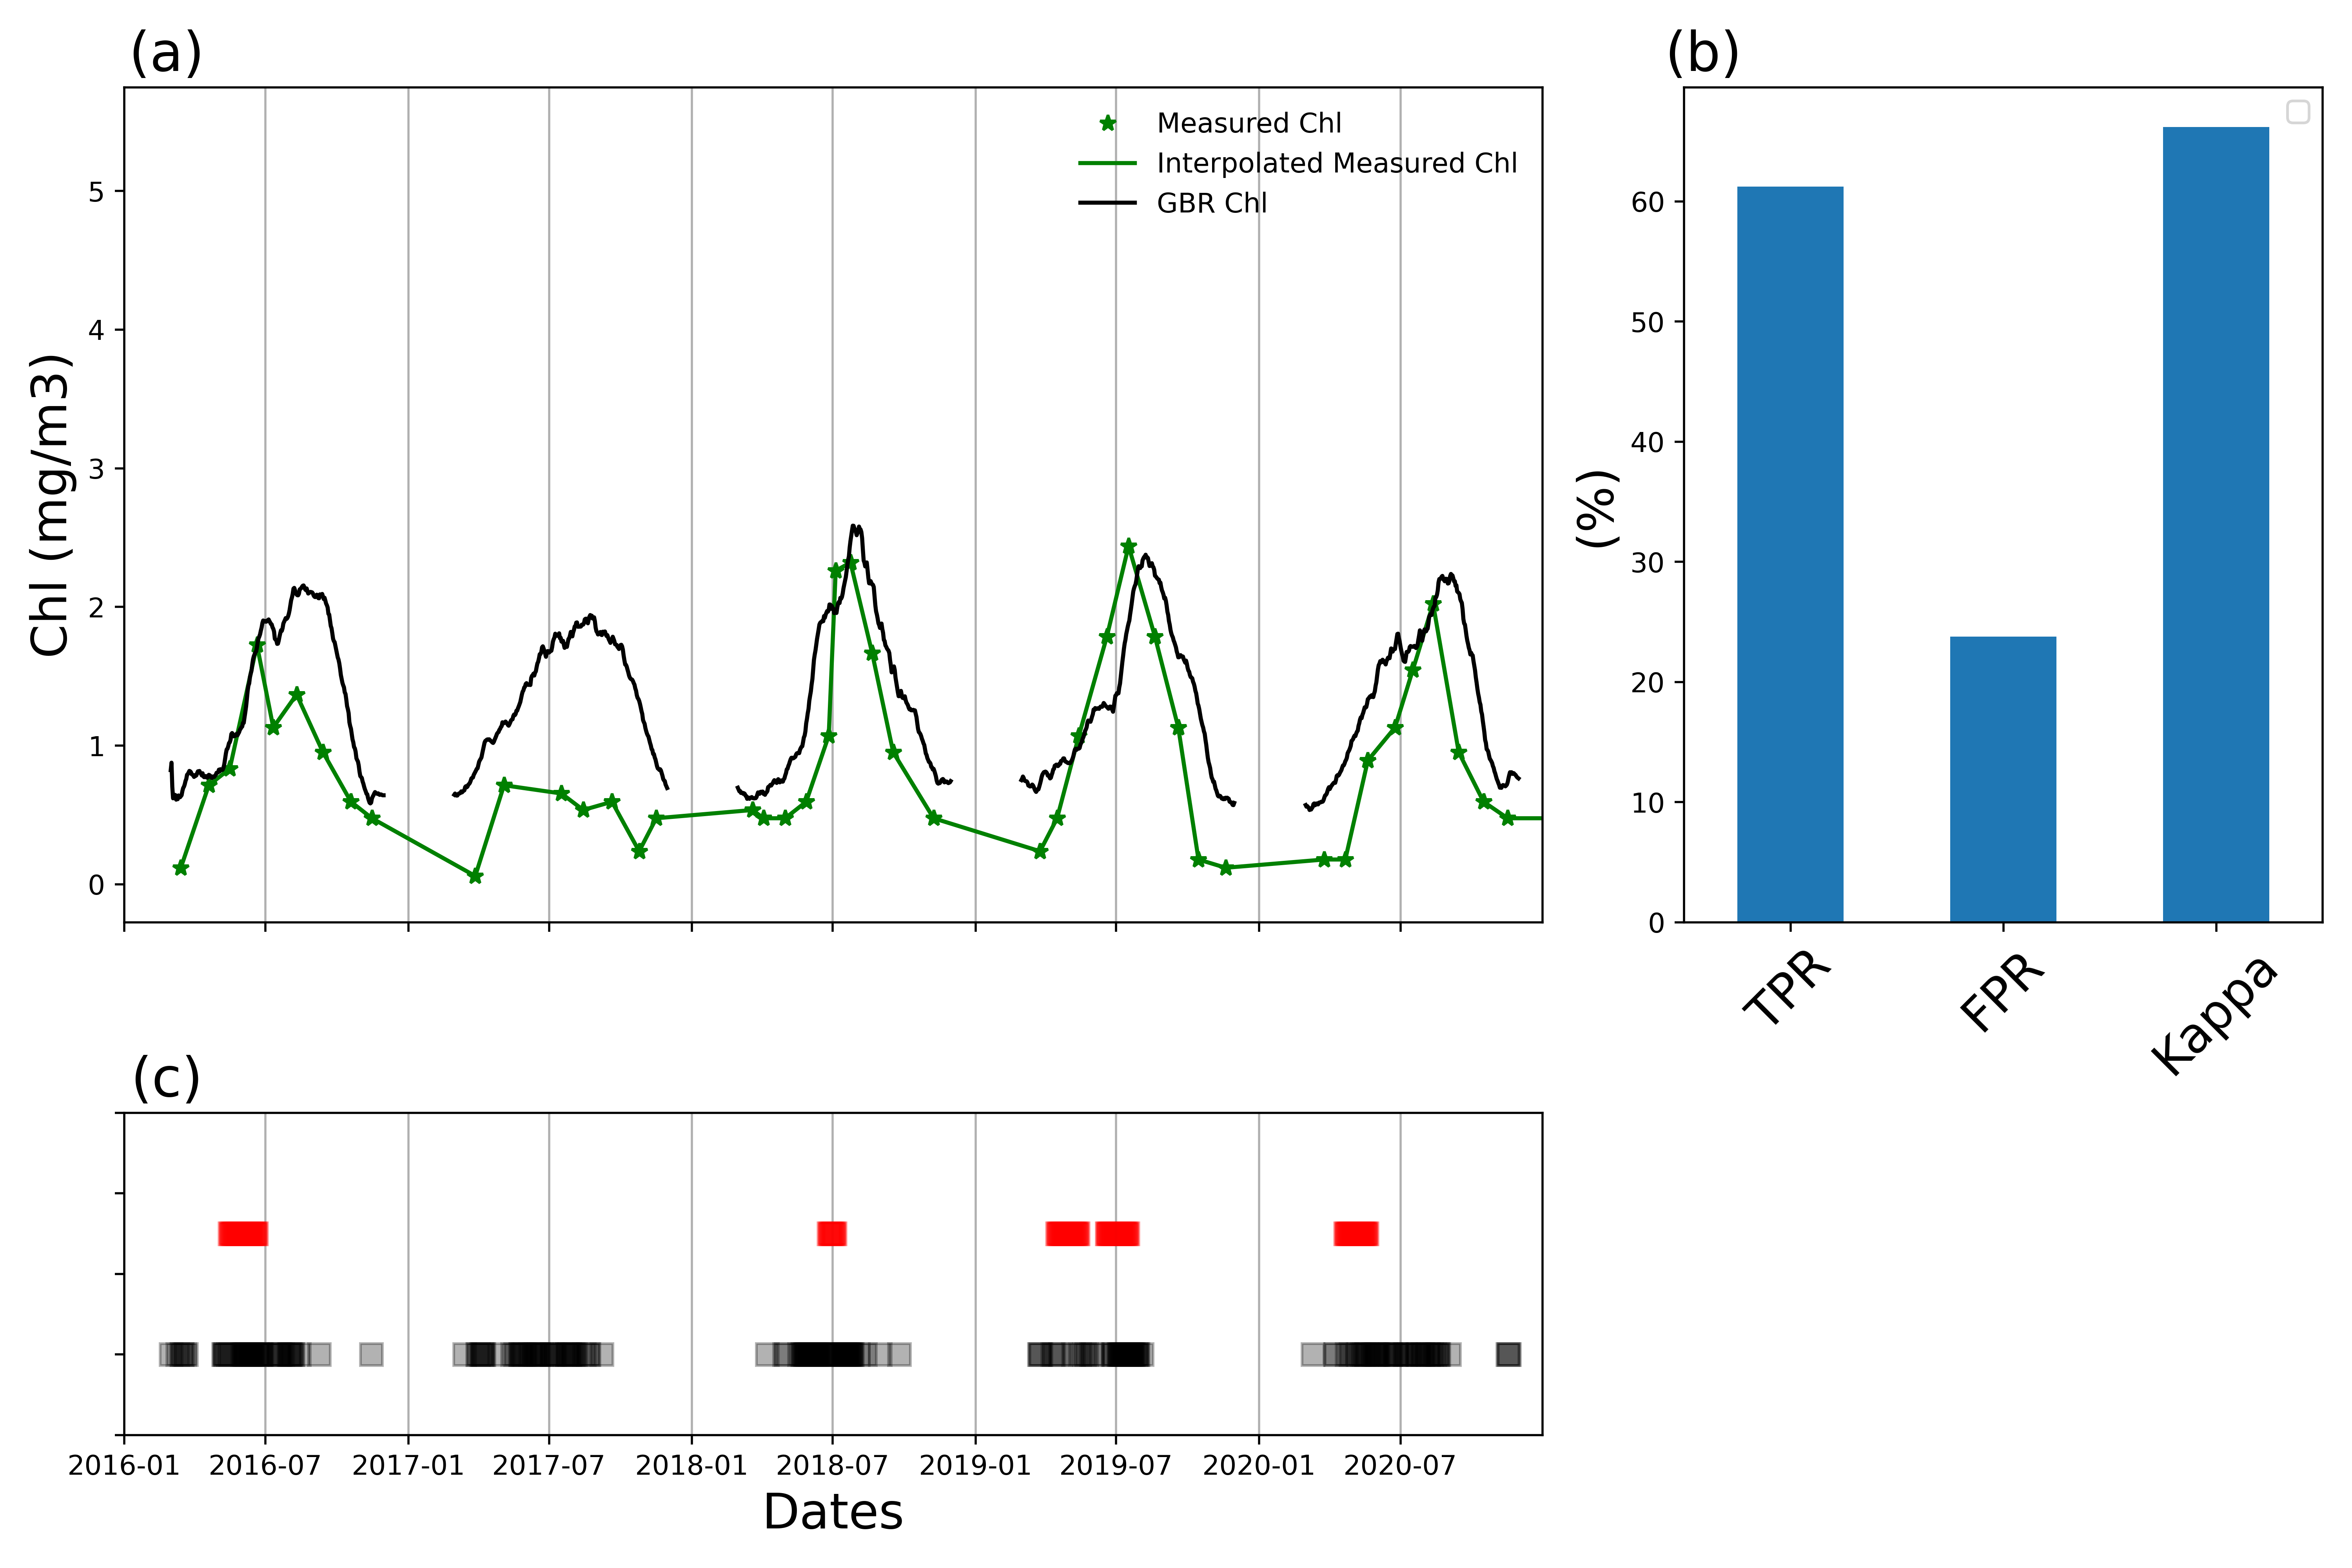 (a)
Chl (mg/m3)
5
4
3
2
1
0
Measured Chl
Interpolated Measured Chl
GBR Chl
(b)
(%)
60
50
40
30
20
10
0
TPR
FPR
Kappa
(c)
2016-01
2016-07
2017-01
2017-07
2018-01
2018-07
2019-01
2019-07
2020-01
2020-07
Dates